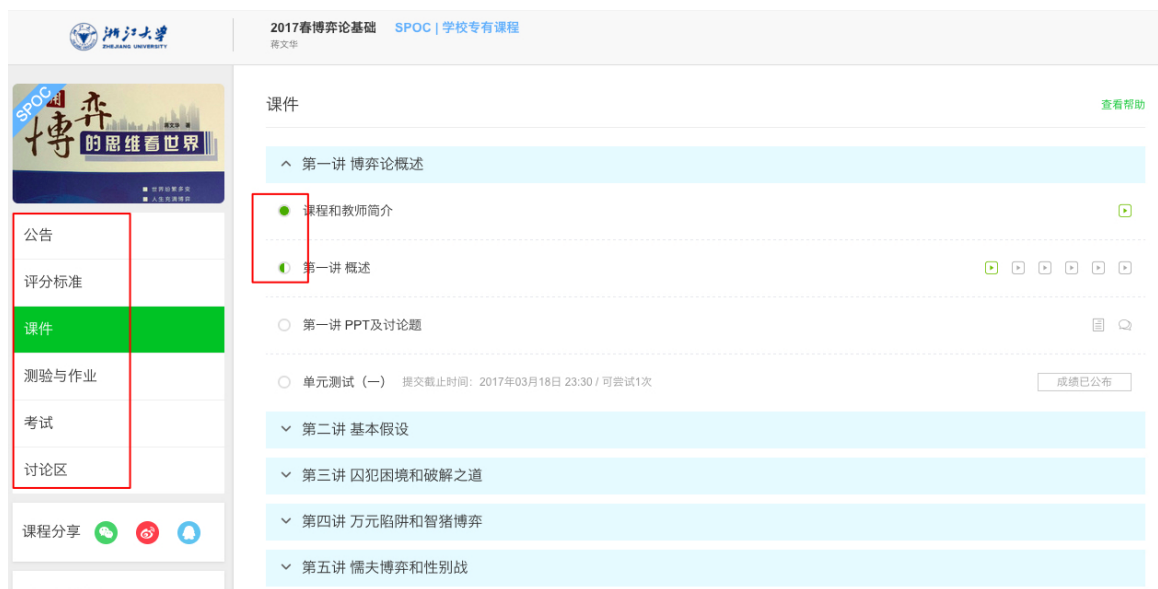 浙江大学
ZHEJIANG UNIVERSITY
2017春博弈论基础 SPOC | 学校专有课程
蒋文华
SPOC
用
博弈
蒋文华 著
的思维看世界
课件
查看帮助
第一讲 博弈论概述
公告
课程和教师简介
评分标准
第一讲 概述
课件
第一讲 PPT及讨论题
测验与作业
单元测试（一） 提交截止时间：2017年03月18日 23:30 / 可尝试1次
成绩已公布
考试
第二讲 基本假设
讨论区
第三讲 囚犯困境和破解之道
课程分享
第四讲 万元陷阱和智猪博弈
第五讲 懦夫博弈和性别战